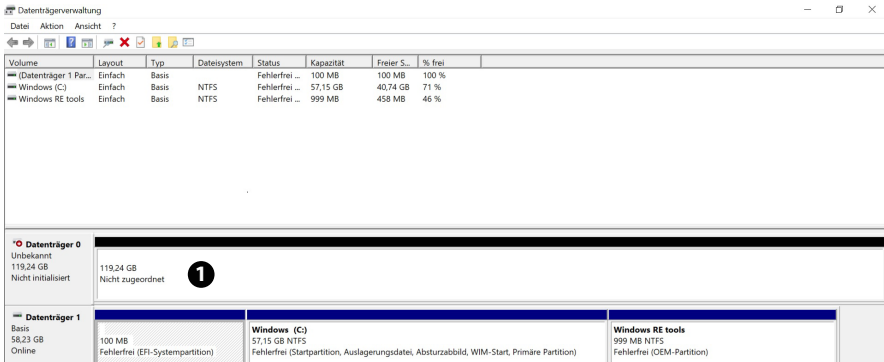 Datenträgerverwaltung
Datei Aktion Ansicht ?
Volume Layout Typ Dateisystem Status Kapazität Freier S... % frei
(Datenträger 1 Par... Einfach Basis Fehlerfrei ... 100 MB 100 MB 100 %
Windows (C:) Einfach Basis NTFS Fehlerfrei ... 57,15 GB 40,74 GB 71 %
Windows RE tools Einfach Basis NTFS Fehlerfrei ... 999 MB 458 MB 46 %
Datenträger 0
Unbekannt
119,24 GB
Nicht initialisiert
119,24 GB
Nicht zugeordnet
1
Datenträger 1
Basis
58,23 GB
Online
100 MB
Fehlerfrei (EFI-Systempartition)
Windows (C:)
57,15 GB NTFS
Fehlerfrei (Startpartition, Auslagerungsdatei, Absturzabbild, WIM-Start, Primäre Partition)
Windows RE tools
999 MB NTFS
Fehlerfrei (OEM-Partition)